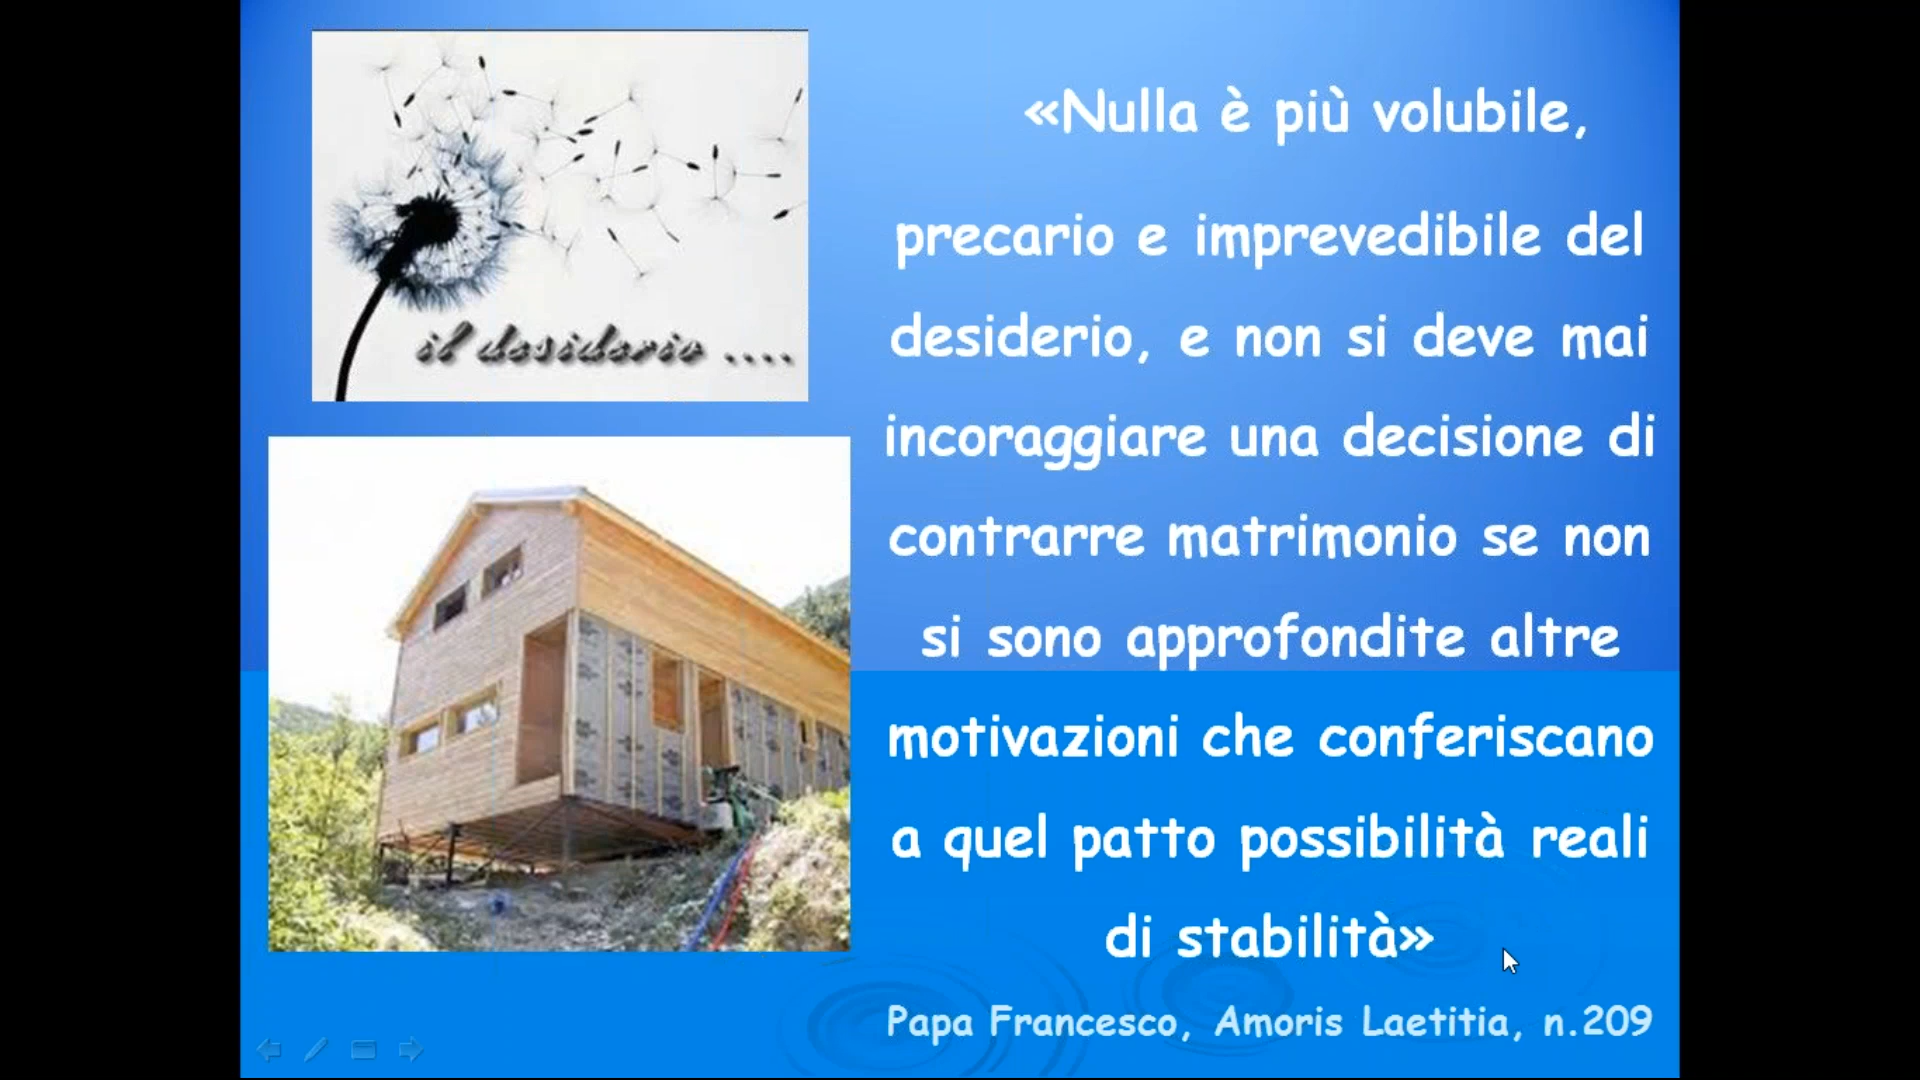 il desiderio ....
«Nulla è più volubile,
precario e imprevedibile del
desiderio, e non si deve mai
incoraggiare una decisione di
contrarre matrimonio se non
si sono approfondite altre
motivazioni che conferiscano
a quel patto possibilità reali
di stabilità»
Papa Francesco, Amoris Laetitia, n.209